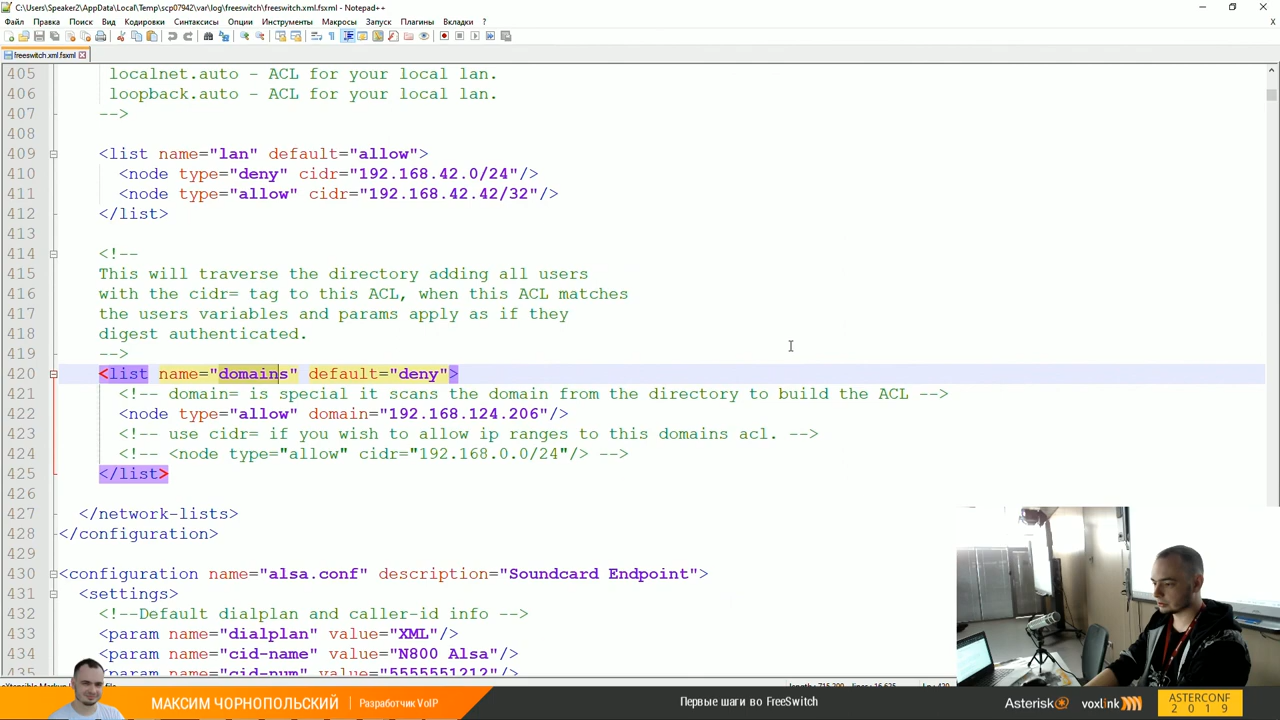 C:\Users\Speaker2\AppData\Local\Temp\scp07942\var\log\freeswitch\freeswitch.xml.fsxml - Notepad++
Файл Правка Поиск Вид Кодировки Синтаксисы Опции Инструменты Макросы Запуск Плагины Вкладки ? X
freeswitch.xml.fsxml
405 localnet.auto - ACL for your local lan.
406 loopback.auto - ACL for your local lan.
407 -->
408
409 <list name="lan" default="allow">
410 <node type="deny" cidr="192.168.42.0/24"/>
411 <node type="allow" cidr="192.168.42.42/32"/>
412 </list>
413
414 <!--
415 This will traverse the directory adding all users
416 with the cidr= tag to this ACL, when this ACL matches
417 the users variables and params apply as if they
418 digest authenticated.
419 -->
420 <list name="domains" default="deny">
421 <!-- domain= is special it scans the domain from the directory to build the ACL -->
422 <node type="allow" domain="192.168.124.206"/>
423 <!-- use cidr= if you wish to allow ip ranges to this domains acl. -->
424 <!-- <node type="allow" cidr="192.168.0.0/24"/> -->
425 </list>
426
427 </network-lists>
428 </configuration>
429
430 <configuration name="alsa.conf" description="Soundcard Endpoint">
431 <settings>
432 <!--Default dialplan and caller-id info -->
433 <param name="dialplan" value="XML"/>
434 <param name="cid-name" value="N800 Alsa"/>
435 <param name="cid-num" value="5555551212"/>
МАКСИМ ЧОРНОПОЛЬСКИЙ | Разработчик VoIP
Первые шаги во FreeSwitch
Asterisk
voxlink
ASTERCONF
2019